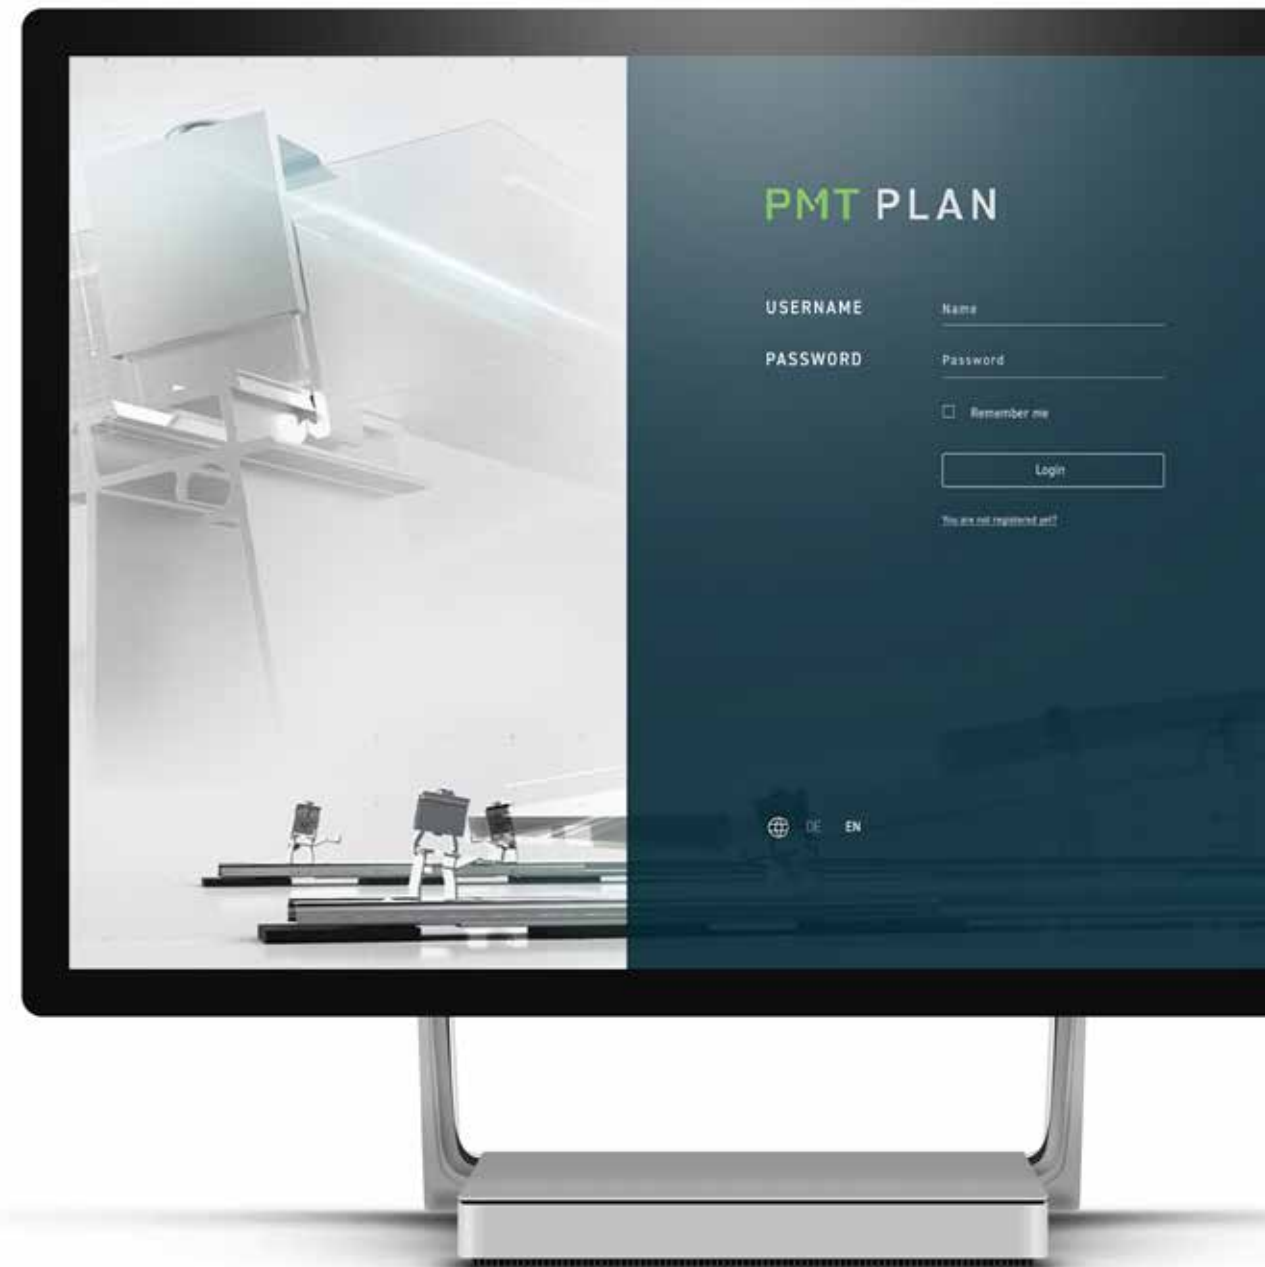 PMT PLAN
USERNAME Name
PASSWORD Password
Remember me
Login
You are not registered yet?
DE EN